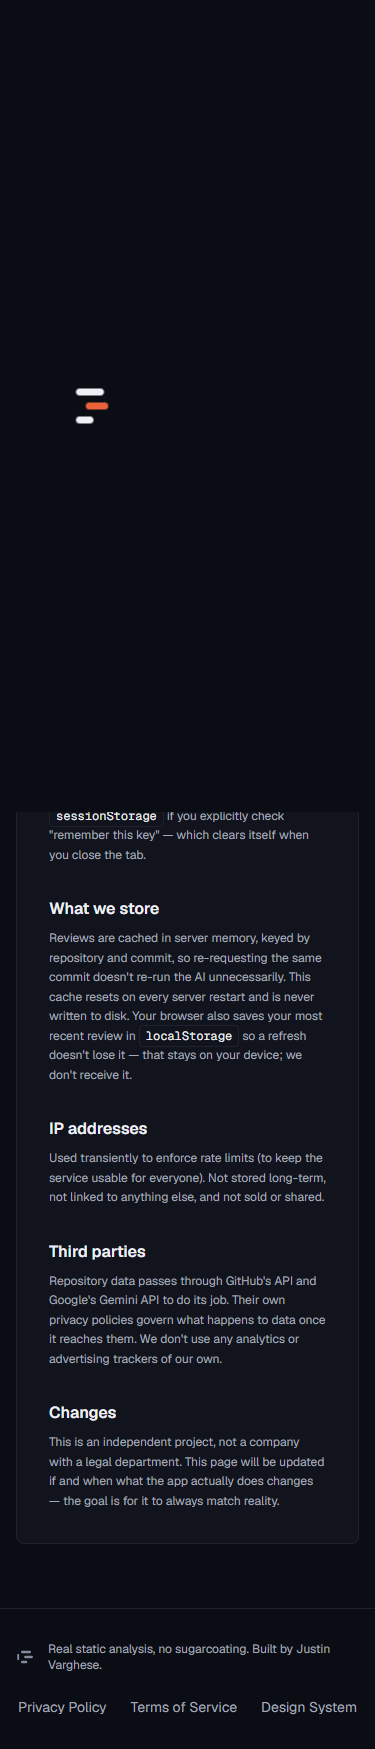 sessionStorage if you explicitly check
"remember this key" — which clears itself when
you close the tab.
What we store
Reviews are cached in server memory, keyed by
repository and commit, so re-requesting the same
commit doesn't re-run the AI unnecessarily. This
cache resets on every server restart and is never
written to disk. Your browser also saves your most
recent review in localStorage so a refresh
doesn't lose it — that stays on your device; we
don't receive it.
IP addresses
Used transiently to enforce rate limits (to keep the
service usable for everyone). Not stored long-term,
not linked to anything else, and not sold or shared.
Third parties
Repository data passes through GitHub's API and
Google's Gemini API to do its job. Their own
privacy policies govern what happens to data once
it reaches them. We don't use any analytics or
advertising trackers of our own.
Changes
This is an independent project, not a company
with a legal department. This page will be updated
if and when what the app actually does changes
— the goal is for it to always match reality.
Real static analysis, no sugarcoating. Built by Justin
Varghese.
Privacy Policy Terms of Service Design System